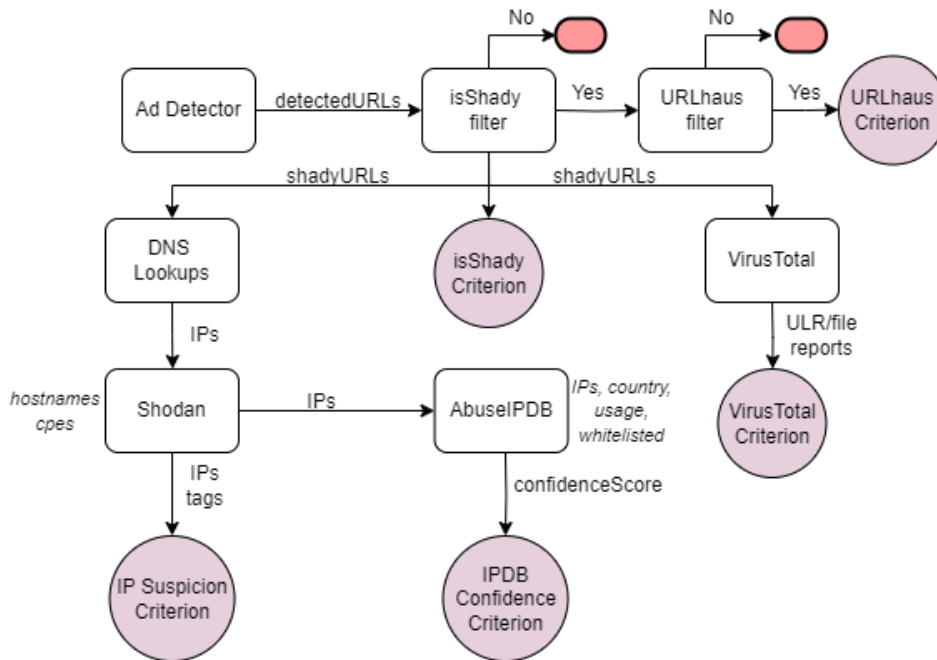 No
No
Ad Detector
detectedURLs
isShady
filter
Yes
URLhaus
filter
Yes
URLhaus
Criterion
shadyURLs
shadyURLs
DNS
Lookups
isShady
Criterion
VirusTotal
IPs
ULR/file
reports
hostnames
cpes
Shodan
IPs
AbuseIPDB
IPs, country,
usage,
whitelisted
VirusTotal
Criterion
IPs
tags
confidenceScore
IP Suspicion
Criterion
IPDB
Confidence
Criterion